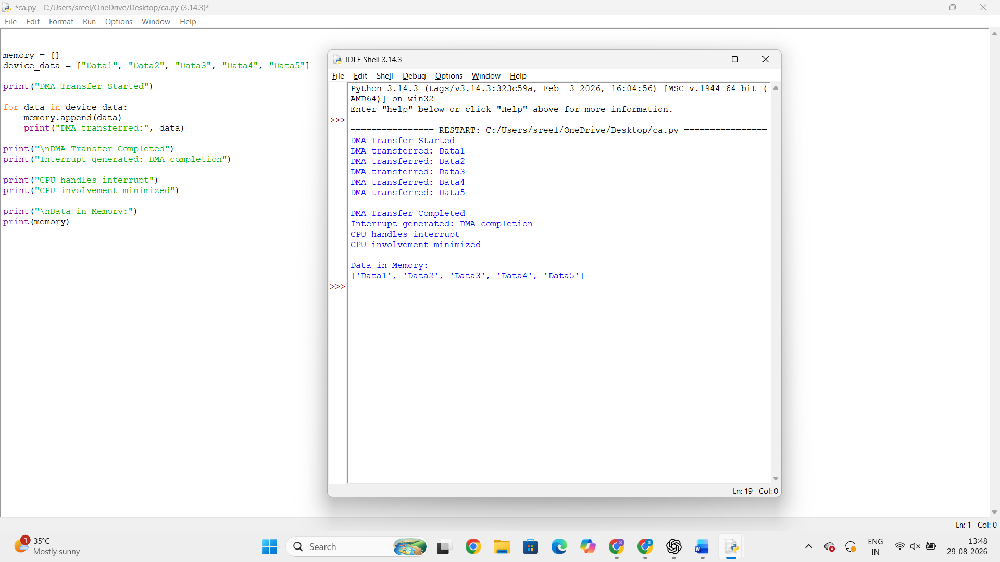 *ca.py - C:/Users/sreel/OneDrive/Desktop/ca.py (3.14.3)*
File Edit Format Run Options Window Help
memory = []
device_data = ["Data1", "Data2", "Data3", "Data4", "Data5"]
print("DMA Transfer Started")
for data in device_data:
    memory.append(data)
    print("DMA transferred:", data)
print("\nDMA Transfer Completed")
print("Interrupt generated: DMA completion")
print("CPU handles interrupt")
print("CPU involvement minimized")
print("\nData in Memory:")
print(memory)
IDLE Shell 3.14.3
File Edit Shell Debug Options Window Help
Python 3.14.3 (tags/v3.14.3:323c59a, Feb  3 2026, 16:04:56) [MSC v.1944 64 bit (
AMD64)] on win32
Enter "help" below or click "Help" above for more information.
>>>
================ RESTART: C:/Users/sreel/OneDrive/Desktop/ca.py ================
DMA Transfer Started
DMA transferred: Data1
DMA transferred: Data2
DMA transferred: Data3
DMA transferred: Data4
DMA transferred: Data5
DMA Transfer Completed
Interrupt generated: DMA completion
CPU handles interrupt
CPU involvement minimized
Data in Memory:
['Data1', 'Data2', 'Data3', 'Data4', 'Data5']
>>>
Ln: 19 Col: 0
Ln: 1 Col: 0
1
35°C
Mostly sunny
Search
S
S
W
ENG
IN
13:48
29-08-2026